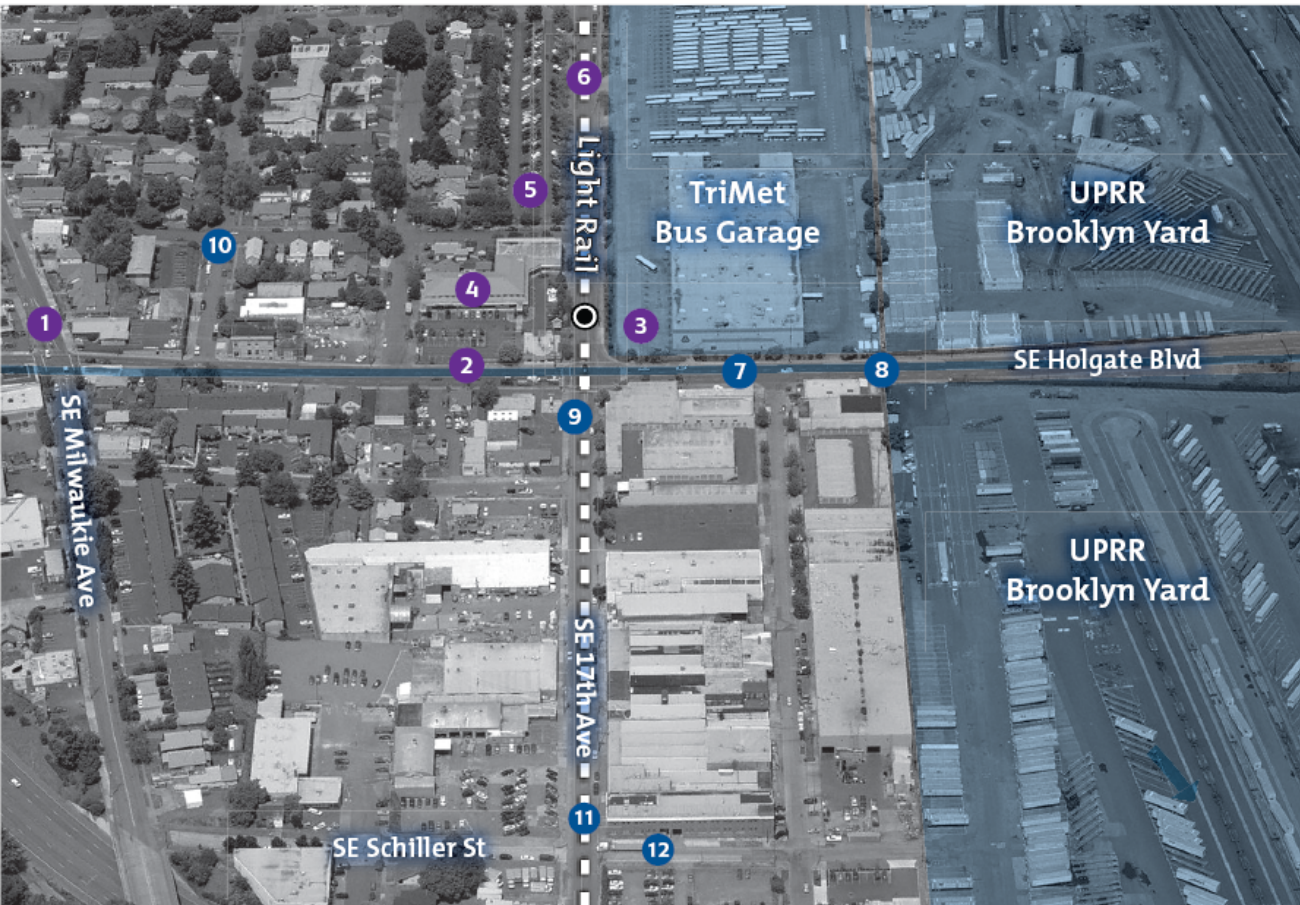 6
Light Rail
5
TriMet
Bus Garage
UPRR
Brooklyn Yard
10
4
1
3
2
7
8
SE Holgate Blvd
9
SE Milwaukie Ave
UPRR
Brooklyn Yard
SE 17th Ave
11
SE Schiller St
12